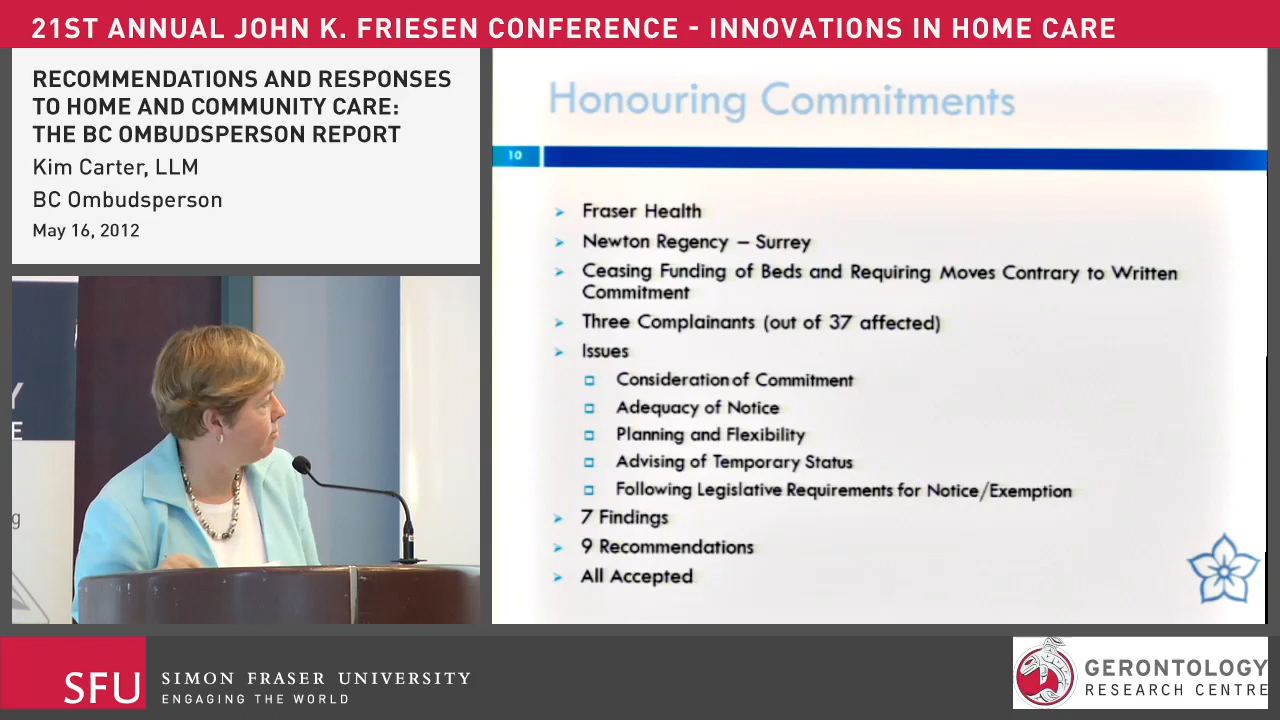 21ST ANNUAL JOHN K. FRIESEN CONFERENCE - INNOVATIONS IN HOME CARE
RECOMMENDATIONS AND RESPONSES
TO HOME AND COMMUNITY CARE:
THE BC OMBUDSPERSON REPORT
Kim Carter, LLM
BC Ombudsperson
May 16, 2012
Y
E
g
Honouring Commitments
10
Fraser Health
Newton Regency – Surrey
Ceasing Funding of Beds and Requiring Moves Contrary to Written
Commitment
Three Complainants (out of 37 affected)
Issues
Consideration of Commitment
Adequacy of Notice
Planning and Flexibility
Advising of Temporary Status
Following Legislative Requirements for Notice/Exemption
7 Findings
9 Recommendations
All Accepted
SFU
SIMON FRASER UNIVERSITY
ENGAGING THE WORLD
GERONTOLOGY
RESEARCH CENTRE